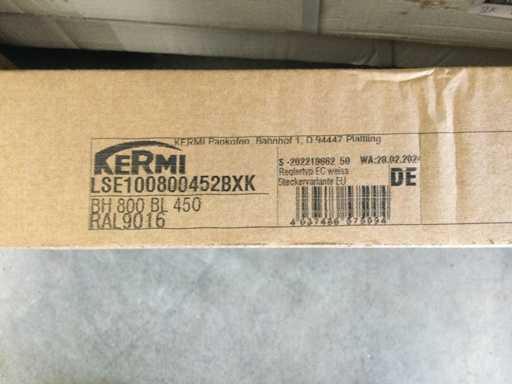 KERMI Pankofen, Bahnhof 1, D 94447 Plattling
KERMI
LSE100800452BXK
BH 800 BL 450
RAL9016
S -202219662 50 WA:28.02.2024
Reglertyp EC weiss
Steckervariante EU
DE